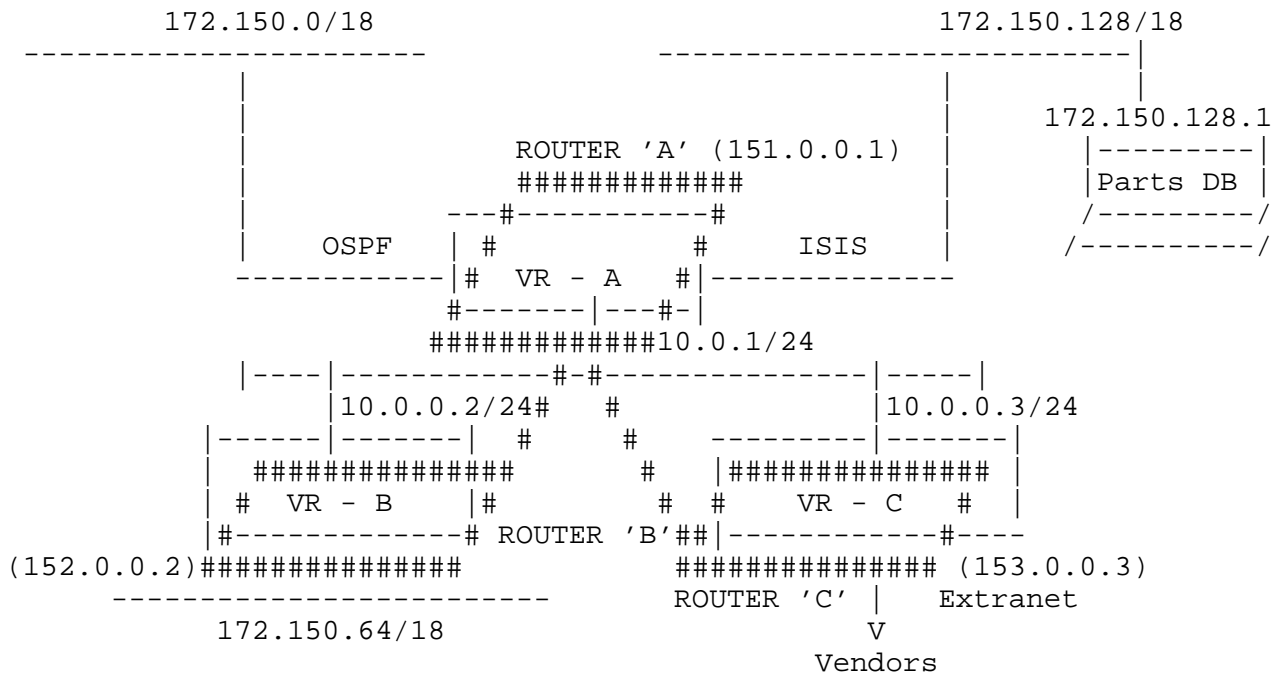 172.150.0/18 172.150.128/18
172.150.128.1
ROUTER 'A' (151.0.0.1)
Parts DB
OSPF ISIS
VR - A
10.0.1/24
10.0.0.2/24 10.0.0.3/24
VR - B VR - C
ROUTER 'B'
(152.0.0.2) (153.0.0.3)
ROUTER 'C' Extranet
172.150.64/18 V
Vendors